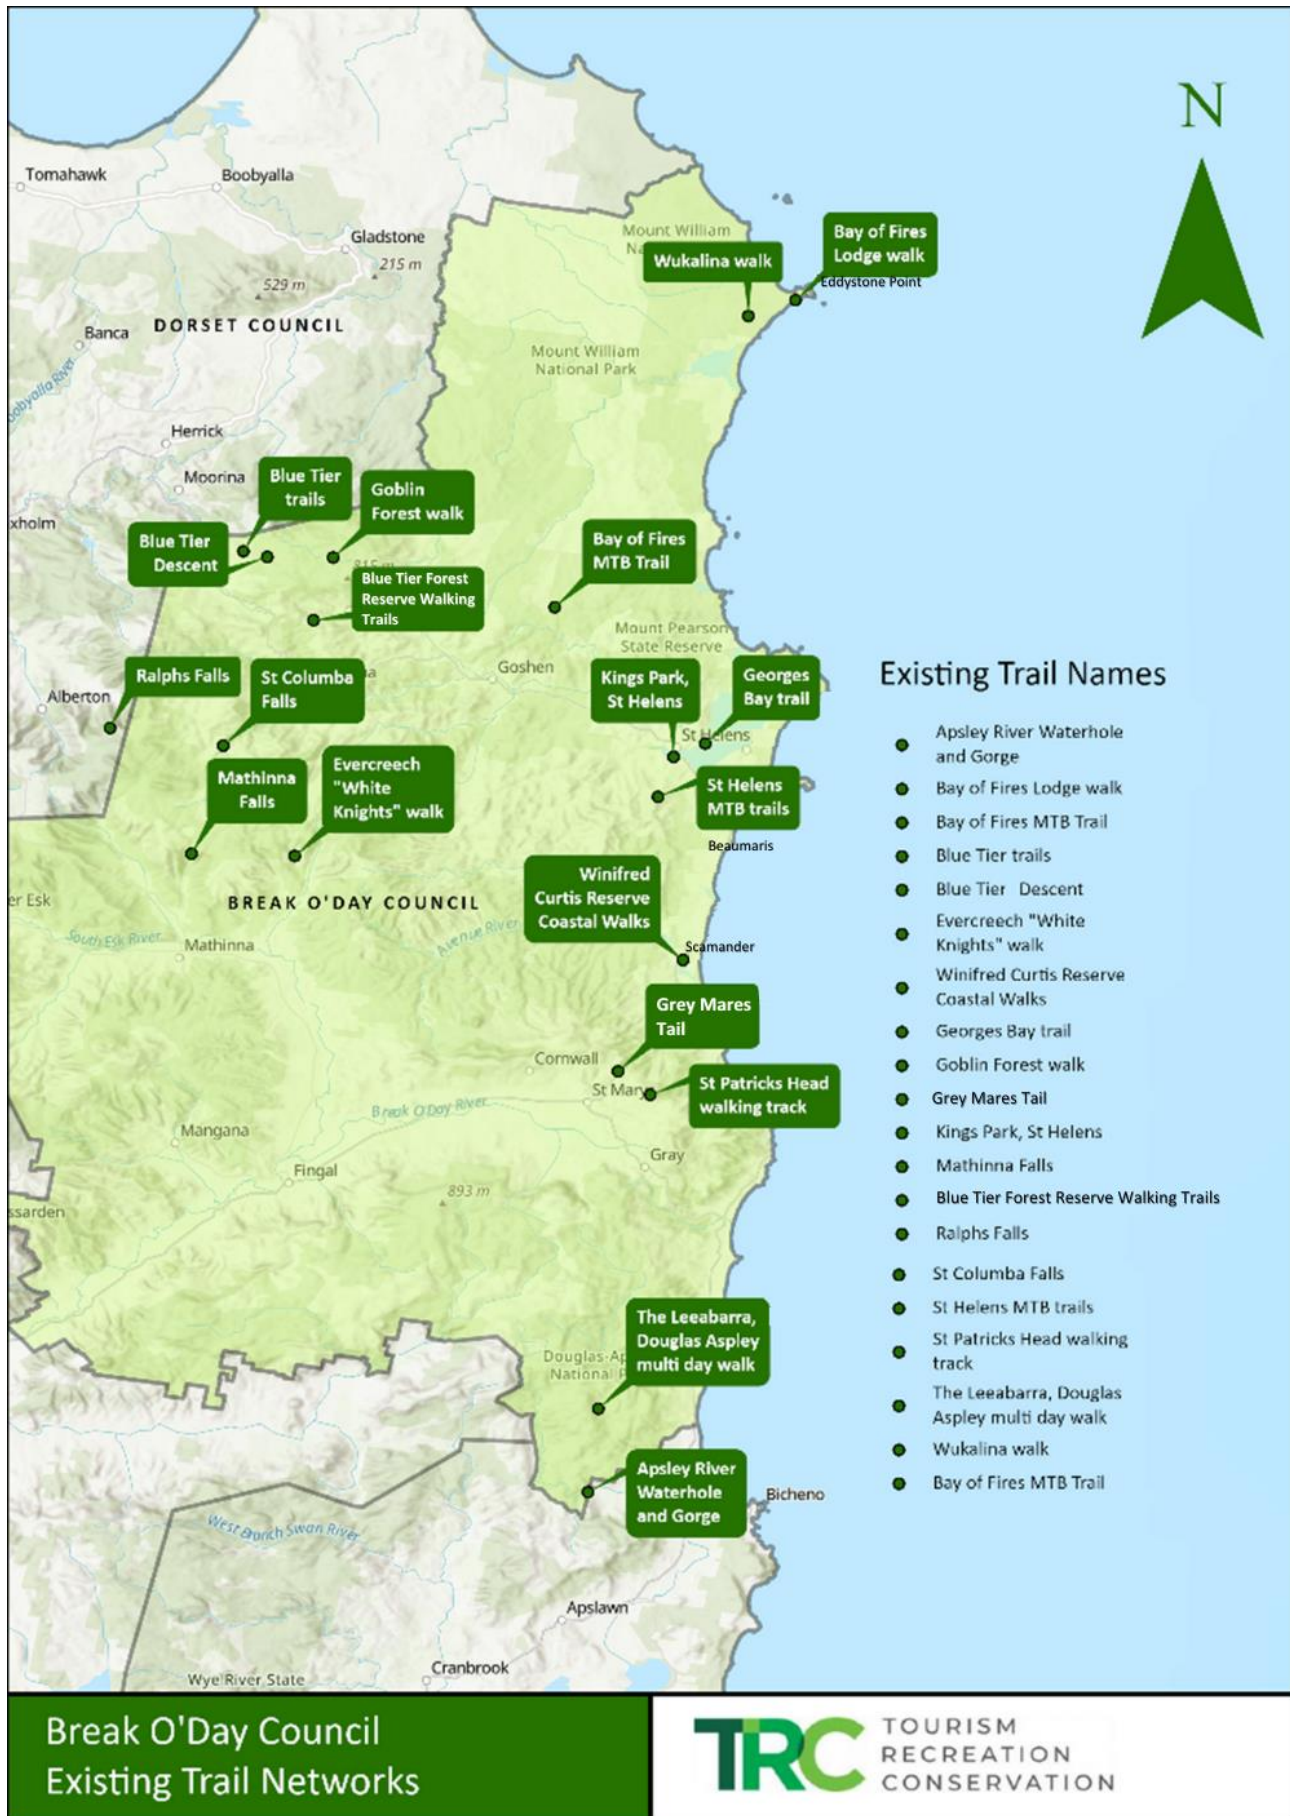 N
Tomahawk
Boobyalla
Gladstone
215 m
529 m
DORSET COUNCIL
Banca
Mount William
Wukalina walk
Bay of Fires
Lodge walk
Eddystone Point
Mount William
National Park
Herrick
Moorina
xholm
Blue Tier
trails
Goblin
Forest walk
Blue Tier
Descent
Bay of Fires
MTB Trail
Blue Tier Forest
Reserve Walking
Trails
Mount Pearson
State Reserve
Goshen
Ralphs Falls
St Columba
Falls
Kings Park,
St Helens
Georges
Bay trail
Alberton
St Helens
Mathinna
Falls
Evercreech
"White
Knights" walk
St Helens
MTB trails
Beaumaris
Winifred
Curtis Reserve
Coastal Walks
er Esk
BREAK O'DAY COUNCIL
South Esk River
Mathinna
Avenue River
Scamander
Grey Mares
Tail
Cornwall
St Marys
St Patricks Head
walking track
Break O'Day River
Mangana
Fingal
Gray
893 m
ssarden
The Leeabarra,
Douglas Aspley
multi day walk
Douglas-Ap
National P
Apsley River
Waterhole
and Gorge
Bicheno
West Branch Swan River
Apslawn
Cranbrook
Wye River State
Existing Trail Names
Apsley River Waterhole
and Gorge
Bay of Fires Lodge walk
Bay of Fires MTB Trail
Blue Tier trails
Blue Tier Descent
Evercreech "White
Knights" walk
Winifred Curtis Reserve
Coastal Walks
Georges Bay trail
Goblin Forest walk
Grey Mares Tail
Kings Park, St Helens
Mathinna Falls
Blue Tier Forest Reserve Walking Trails
Ralphs Falls
St Columba Falls
St Helens MTB trails
St Patricks Head walking
track
The Leeabarra, Douglas
Aspley multi day walk
Wukalina walk
Bay of Fires MTB Trail
Break O'Day Council
Existing Trail Networks
TRC
TOURISM
RECREATION
CONSERVATION